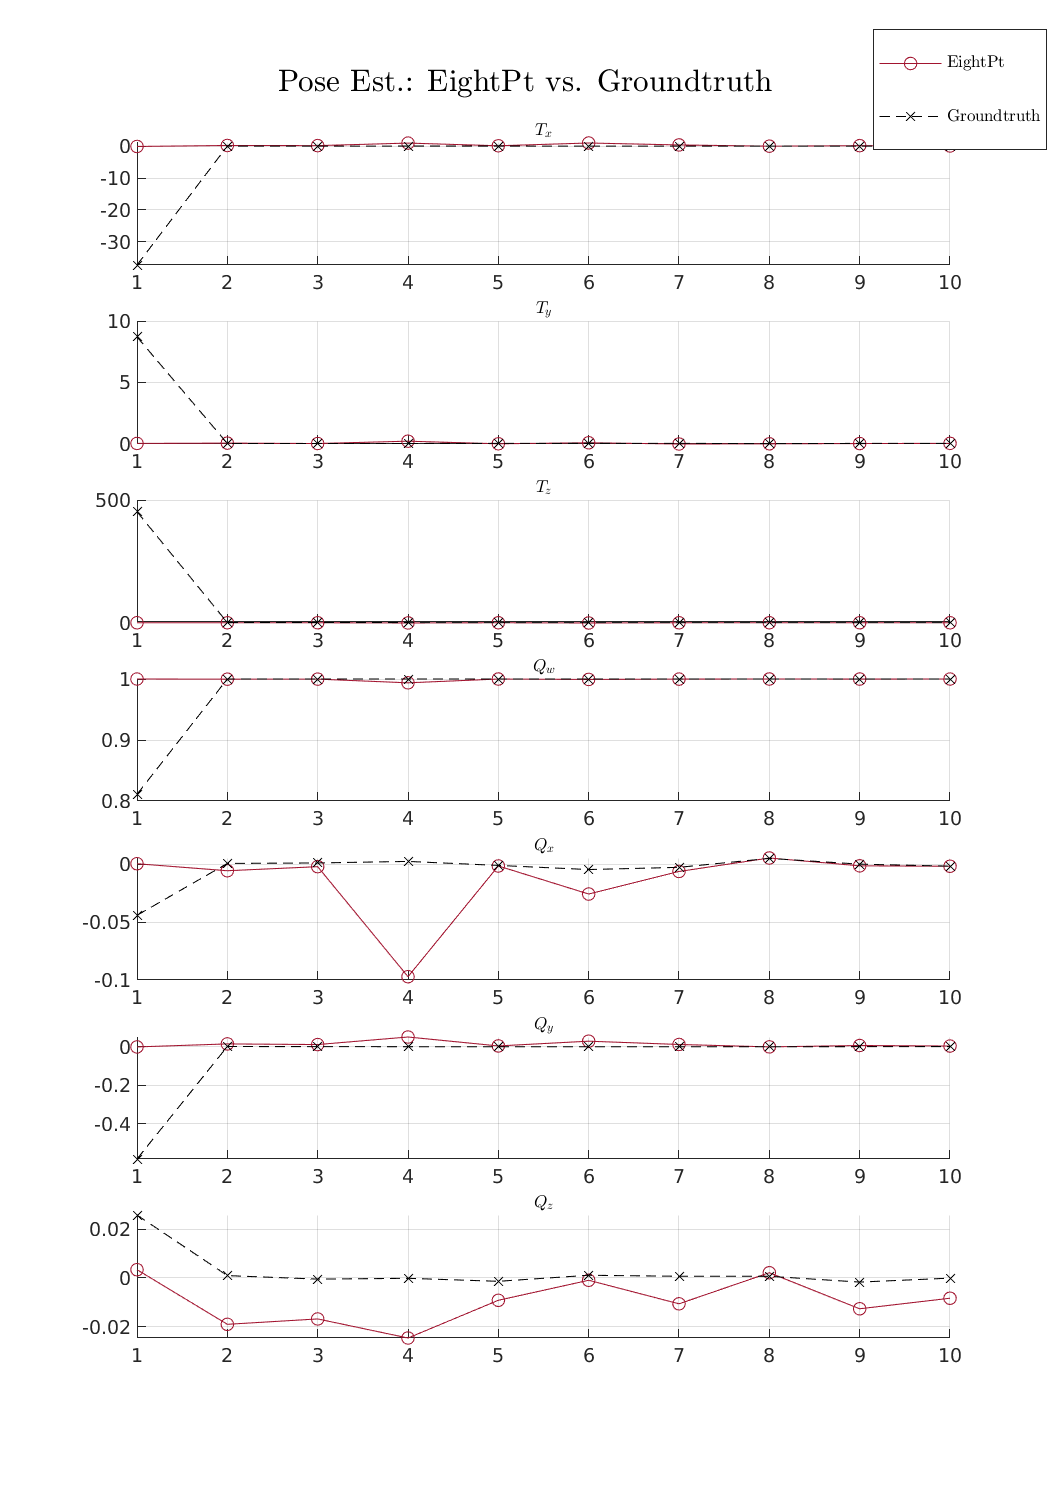 EightPt
Pose Est.: EightPt vs. Groundtruth
Groundtruth
T_x
0
-10
-20
-30
1 2 3 4 5 6 7 8 9 10
T_y
10
5
0
1 2 3 4 5 6 7 8 9 10
T_z
500
0
1 2 3 4 5 6 7 8 9 10
Q_w
1
0.9
0.8
1 2 3 4 5 6 7 8 9 10
Q_x
0
-0.05
-0.1
1 2 3 4 5 6 7 8 9 10
Q_y
0
-0.2
-0.4
1 2 3 4 5 6 7 8 9 10
Q_z
0.02
0
-0.02
1 2 3 4 5 6 7 8 9 10